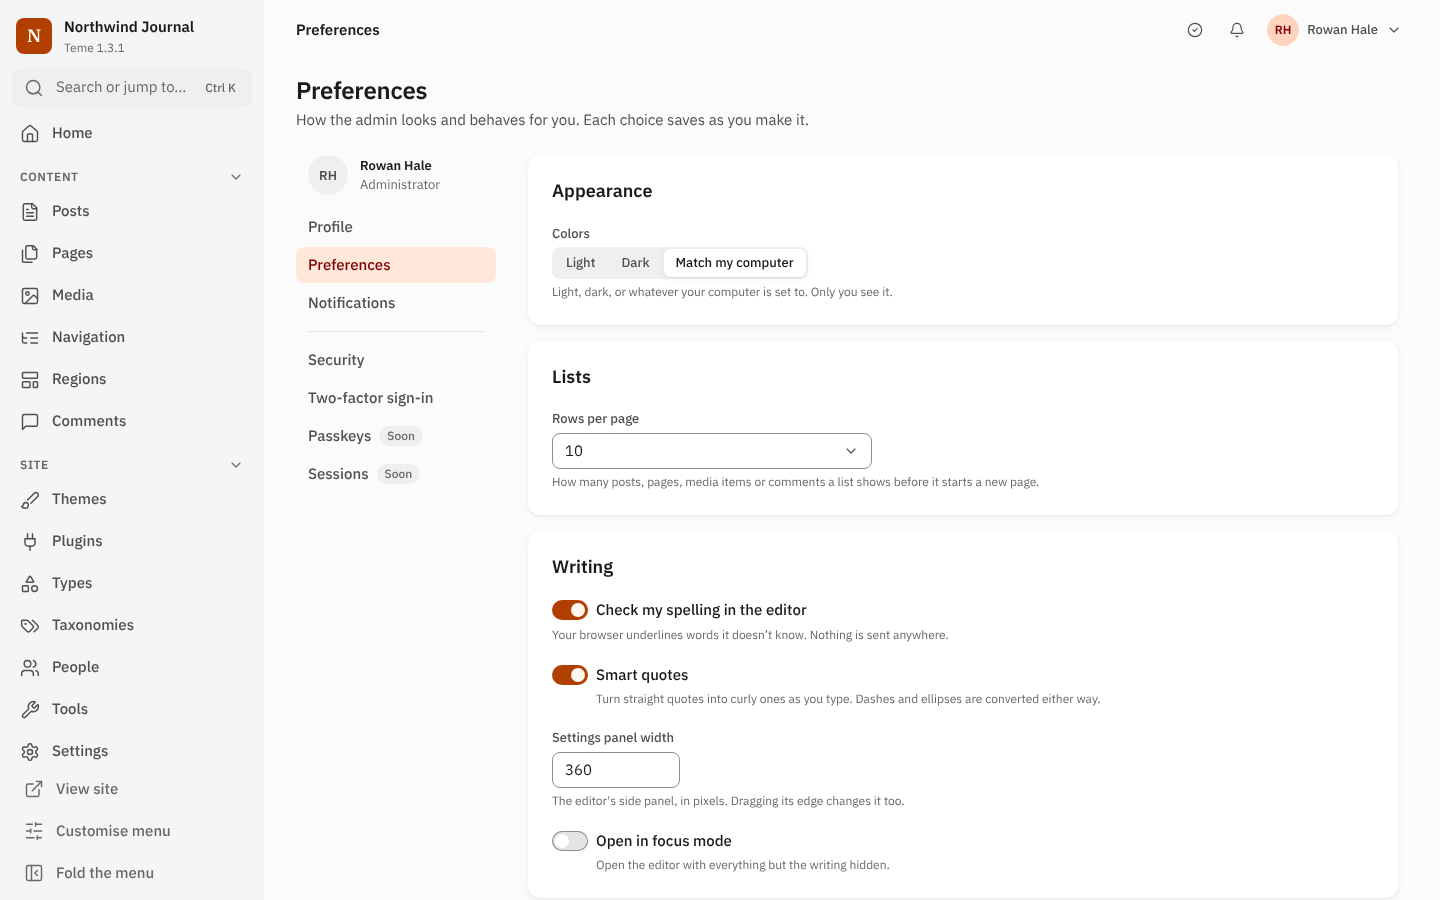 N
Northwind Journal
Teme 1.3.1
Search or jump to... Ctrl K
Home
CONTENT
Posts
Pages
Media
Navigation
Regions
Comments
SITE
Themes
Plugins
Types
Taxonomies
People
Tools
Settings
View site
Customise menu
Fold the menu
Preferences
RH Rowan Hale
Preferences
How the admin looks and behaves for you. Each choice saves as you make it.
RH
Rowan Hale
Administrator
Profile
Preferences
Notifications
Security
Two-factor sign-in
Passkeys Soon
Sessions Soon
Appearance
Colors
Light Dark Match my computer
Light, dark, or whatever your computer is set to. Only you see it.
Lists
Rows per page
10
How many posts, pages, media items or comments a list shows before it starts a new page.
Writing
Check my spelling in the editor
Your browser underlines words it doesn’t know. Nothing is sent anywhere.
Smart quotes
Turn straight quotes into curly ones as you type. Dashes and ellipses are converted either way.
Settings panel width
360
The editor's side panel, in pixels. Dragging its edge changes it too.
Open in focus mode
Open the editor with everything but the writing hidden.